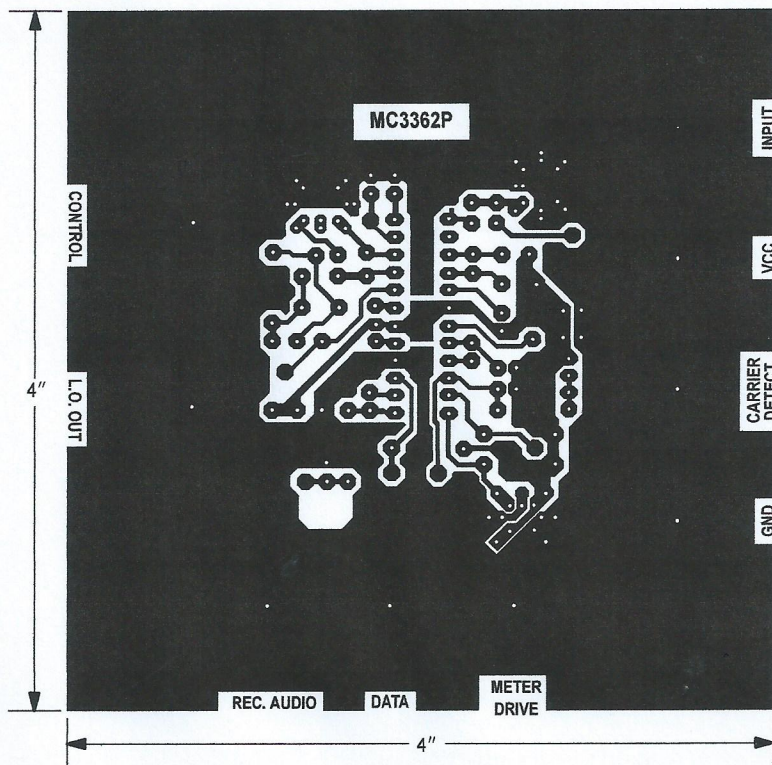 MC3362P
INPUT
CONTROL
VCC
4"
L.O. OUT
CARRIER
DETECT
GND
REC. AUDIO
DATA
METER
DRIVE
4"